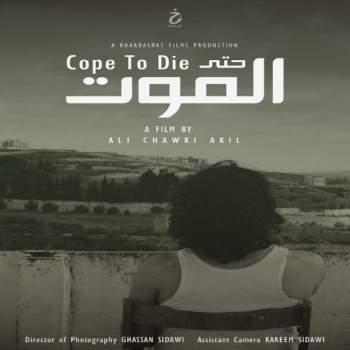 A KHARBASHAT FILMS PRODUCTION
Cope To Die حتى
الموت
A FILM BY
ALI CHAWKI AKIL
Director of Photography GHASSAN SIDAWI Assistant Camera KAREEM SIDAWI